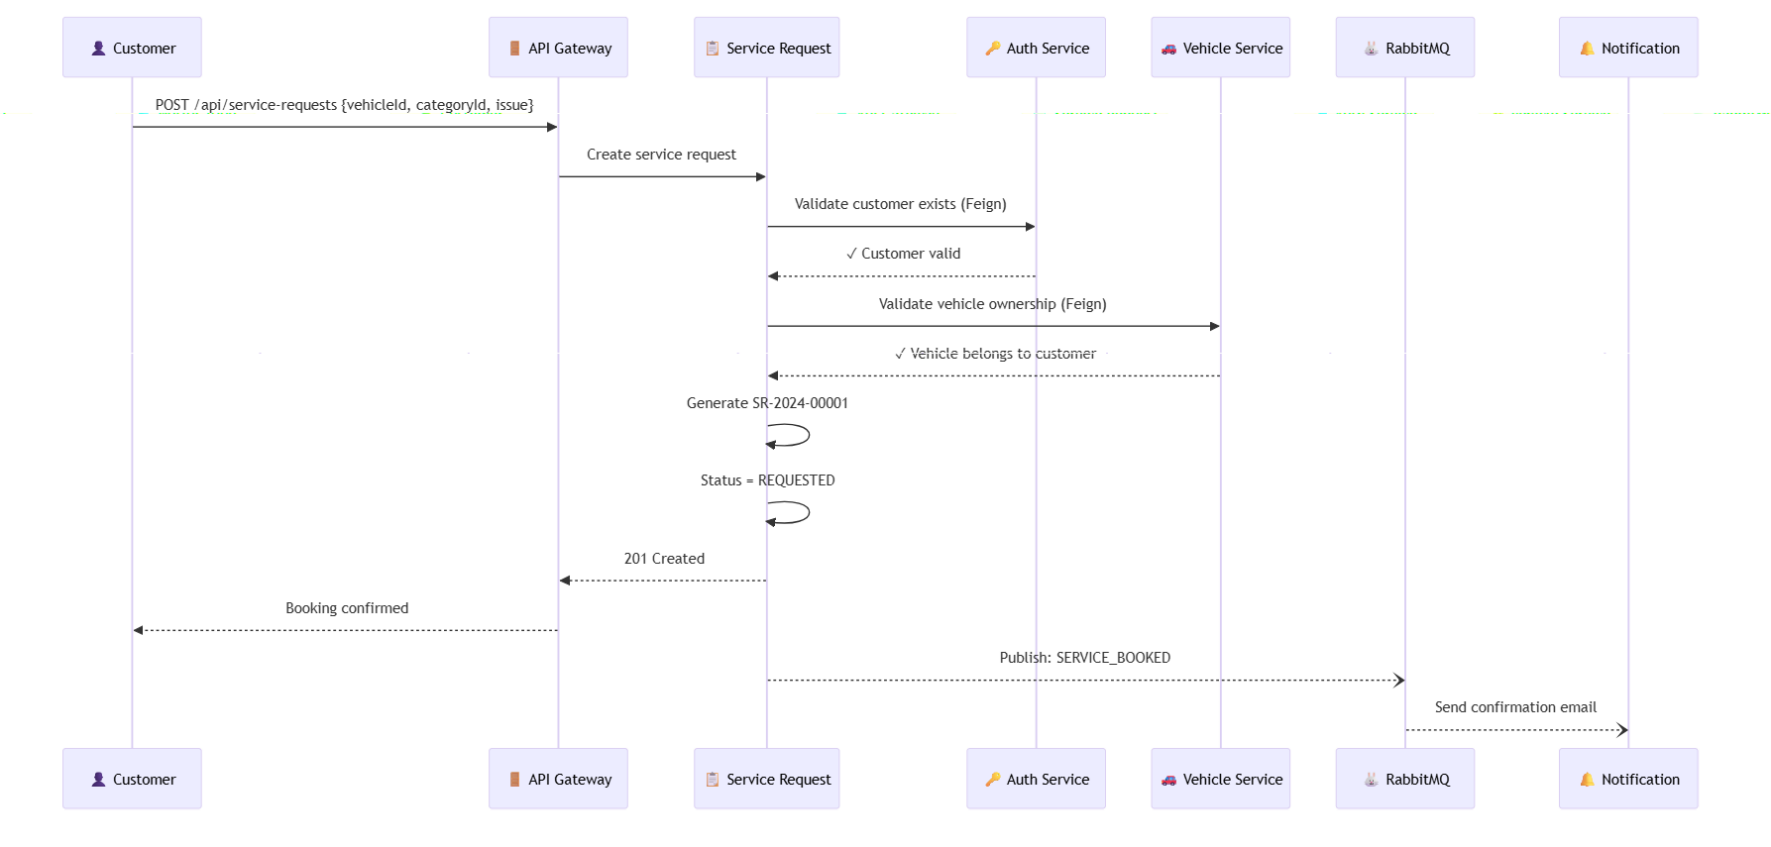 Customer
API Gateway
Service Request
Auth Service
Vehicle Service
RabbitMQ
Notification
POST /api/service-requests {vehicleId, categoryId, issue}
Create service request
Validate customer exists (Feign)
✓ Customer valid
Validate vehicle ownership (Feign)
✓ Vehicle belongs to customer
Generate SR-2024-00001
Status = REQUESTED
201 Created
Booking confirmed
Publish: SERVICE_BOOKED
Send confirmation email
Customer
API Gateway
Service Request
Auth Service
Vehicle Service
RabbitMQ
Notification